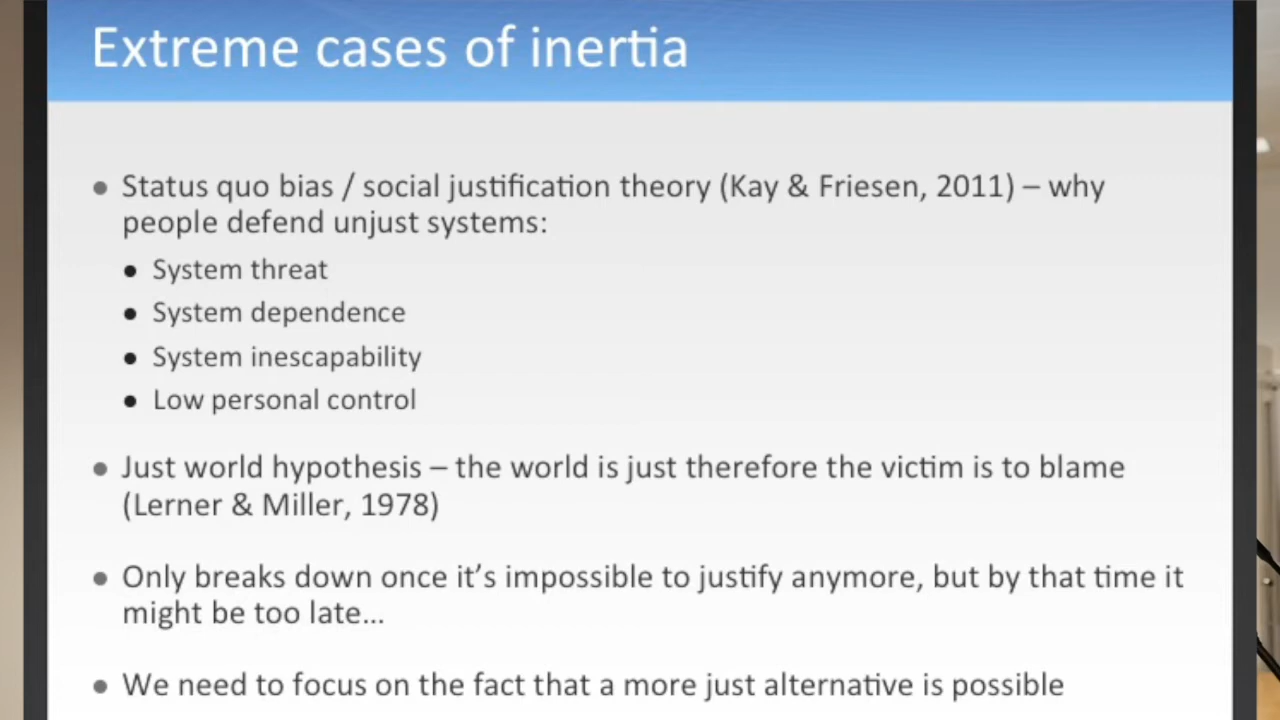 Extreme cases of inertia
• Status quo bias / social justification theory (Kay & Friesen, 2011) – why
people defend unjust systems:
• System threat
• System dependence
• System inescapability
• Low personal control
• Just world hypothesis – the world is just therefore the victim is to blame
(Lerner & Miller, 1978)
• Only breaks down once it’s impossible to justify anymore, but by that time it
might be too late…
• We need to focus on the fact that a more just alternative is possible